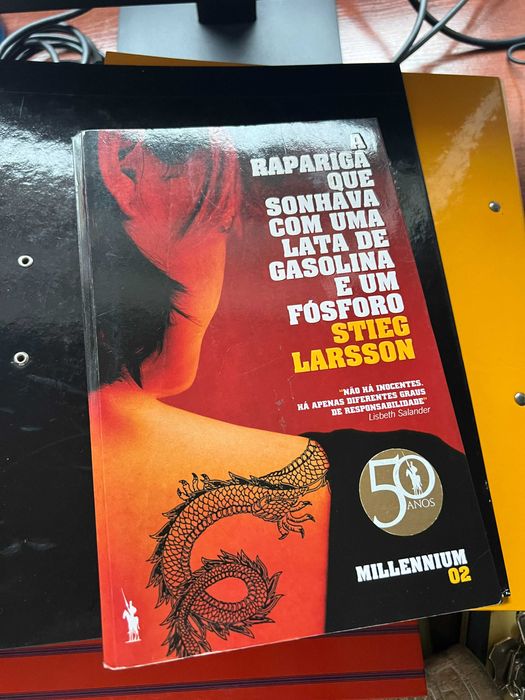 A
RAPARIGA
QUE
SONHAVA
COM UMA
LATA DE
GASOLINA
E UM
FÓSFORO
STIEG
LARSSON
"NÃO HÁ INOCENTES.
HÁ APENAS DIFERENTES GRAUS
DE RESPONSABILIDADE"
Lisbeth Salander
50
ANOS
MILLENNIUM
02